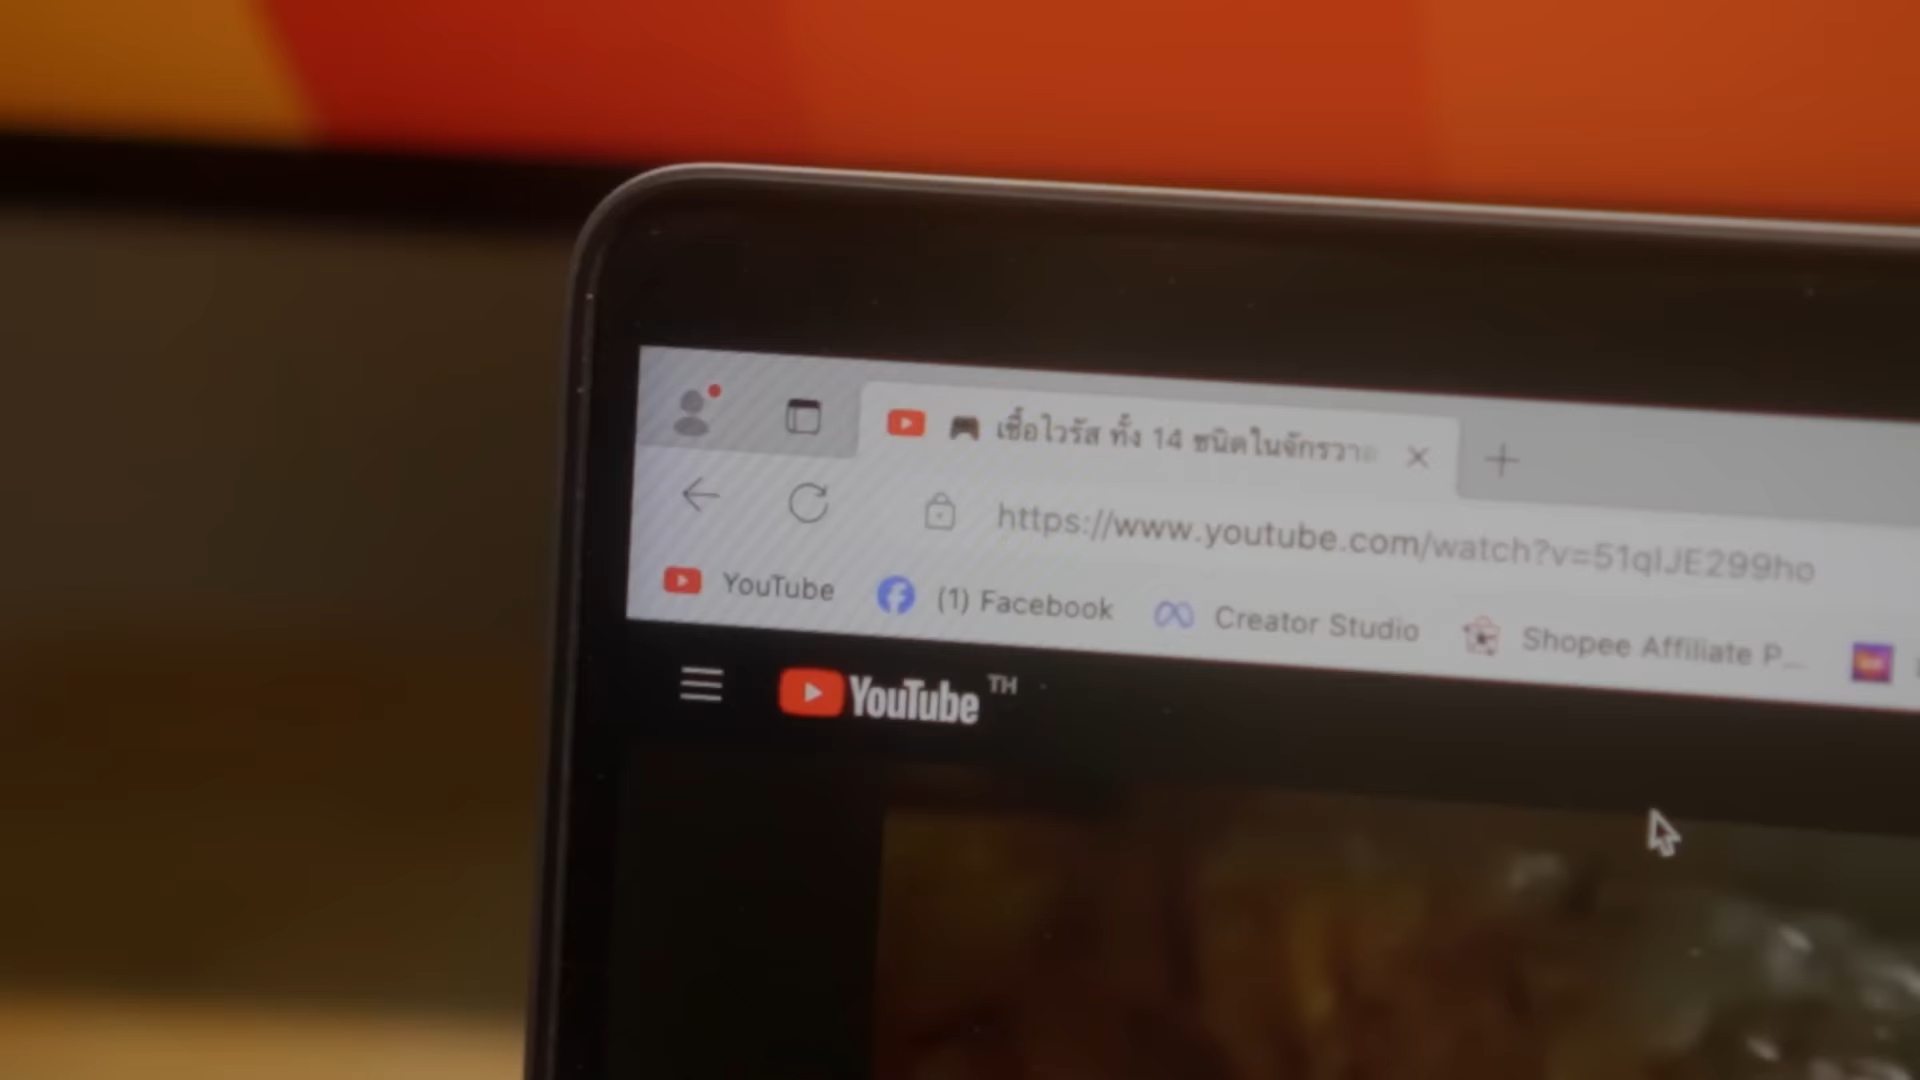 🎮 เชื้อไวรัส ทั้ง 14 ชนิดในจักรวา
https://www.youtube.com/watch?v=51qIJE299ho
YouTube (1) Facebook Creator Studio Shopee Affiliate P...
YouTube TH